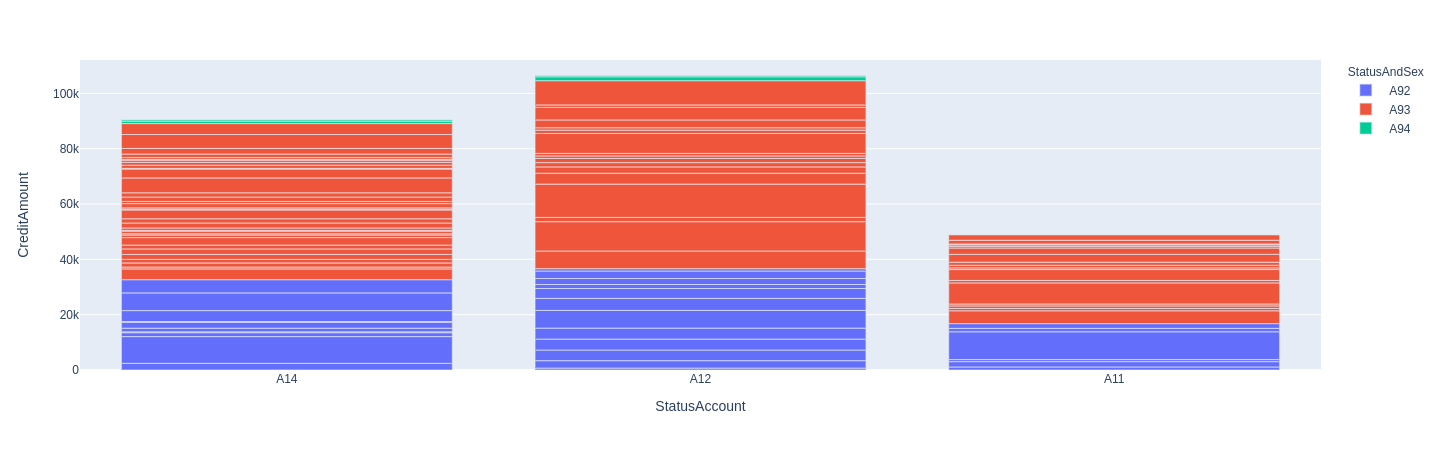 StatusAndSex
A92
A93
A94
CreditAmount
100k
80k
60k
40k
20k
0
A14 A12 A11
StatusAccount